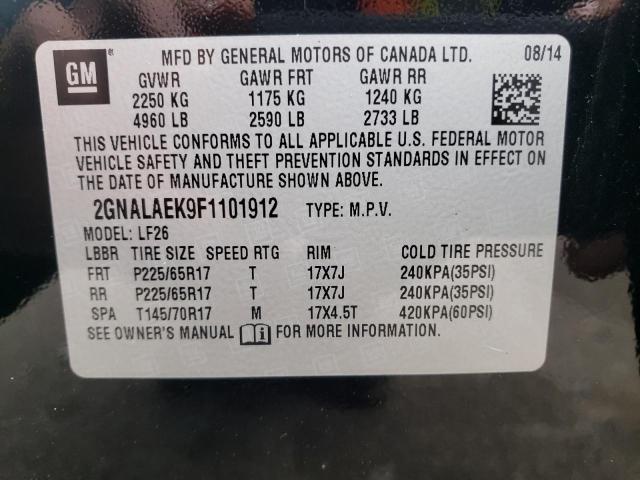 GM
MFD BY GENERAL MOTORS OF CANADA LTD. 08/14
GVWR GAWR FRT GAWR RR
2250 KG 1175 KG 1240 KG
4960 LB 2590 LB 2733 LB
THIS VEHICLE CONFORMS TO ALL APPLICABLE U.S. FEDERAL MOTOR
VEHICLE SAFETY AND THEFT PREVENTION STANDARDS IN EFFECT ON
THE DATE OF MANUFACTURE SHOWN ABOVE.
2GNALAEK9F1101912 TYPE: M.P.V.
MODEL: LF26
LBBR TIRE SIZE SPEED RTG RIM COLD TIRE PRESSURE
FRT P225/65R17 T 17X7J 240KPA(35PSI)
RR P225/65R17 T 17X7J 240KPA(35PSI)
SPA T145/70R17 M 17X4.5T 420KPA(60PSI)
SEE OWNER'S MANUAL FOR MORE INFORMATION.